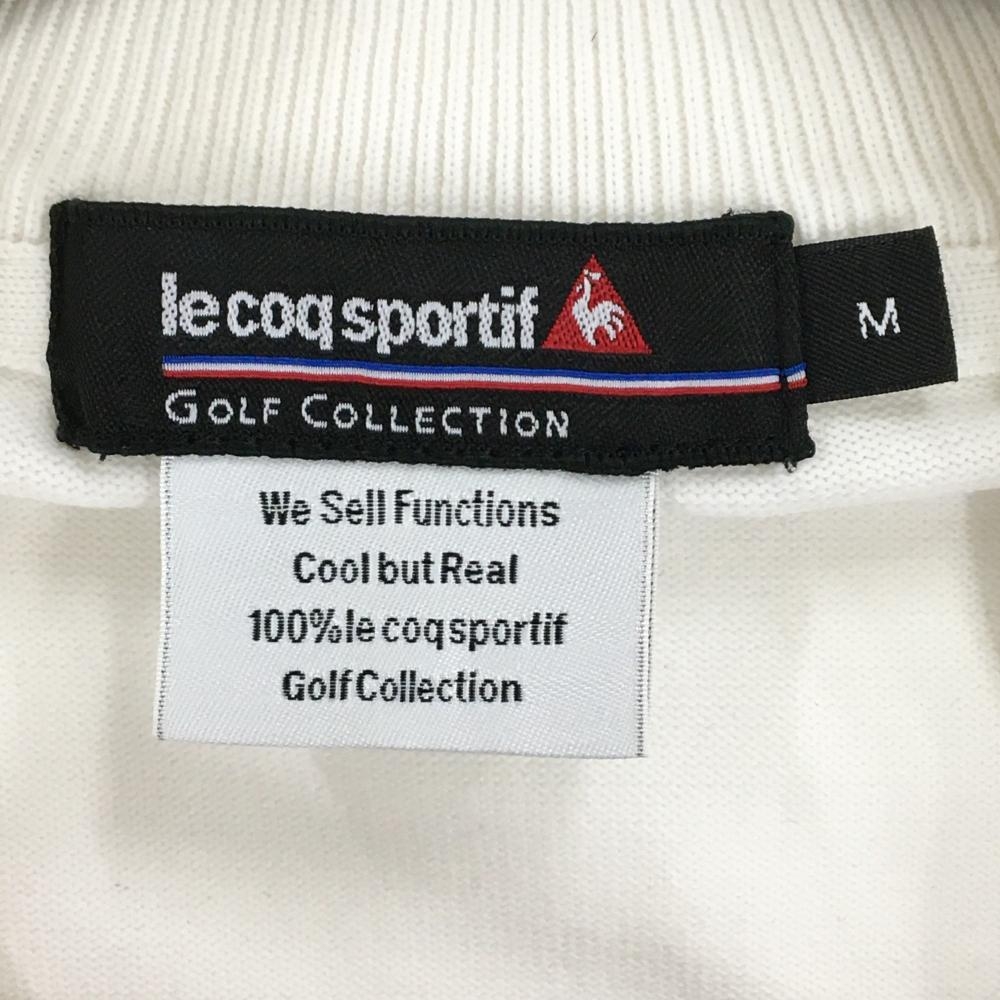 le coq sportif
M
GOLF COLLECTION
We Sell Functions
Cool but Real
100% le coq sportif
Golf Collection